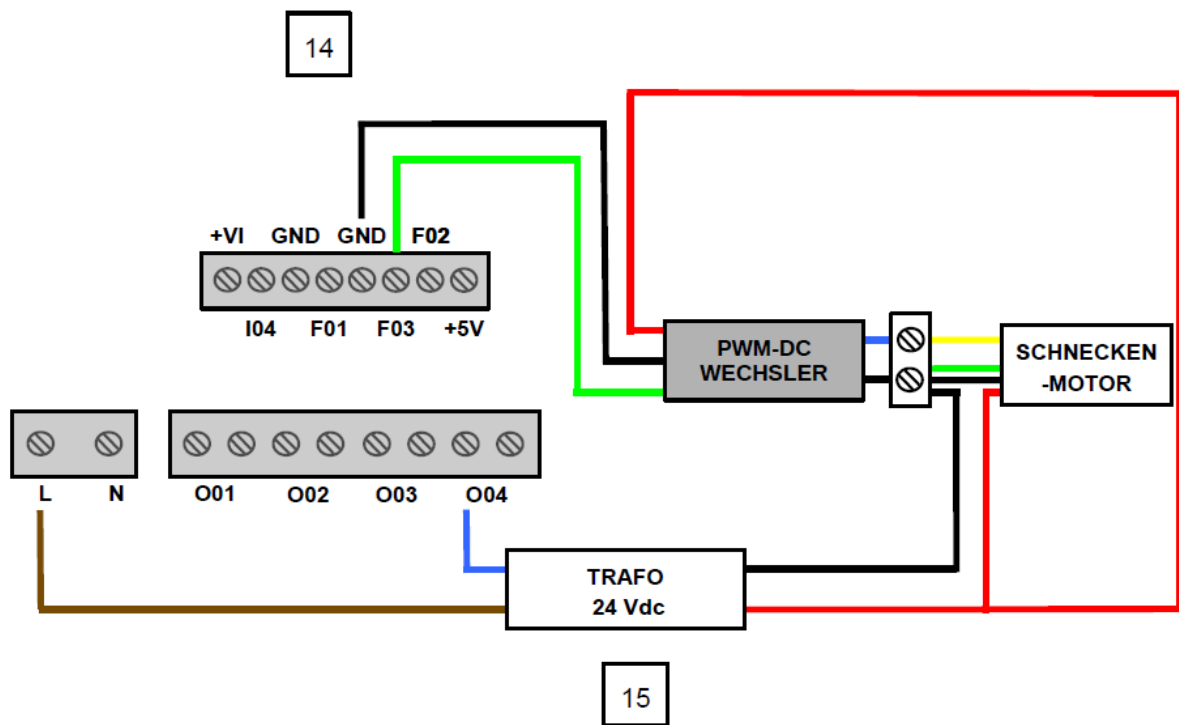 14
+VI GND GND F02
I04 F01 F03 +5V
PWM-DC
WECHSLER
SCHNECKEN
-MOTOR
L N O01 O02 O03 O04
TRAFO
24 Vdc
15